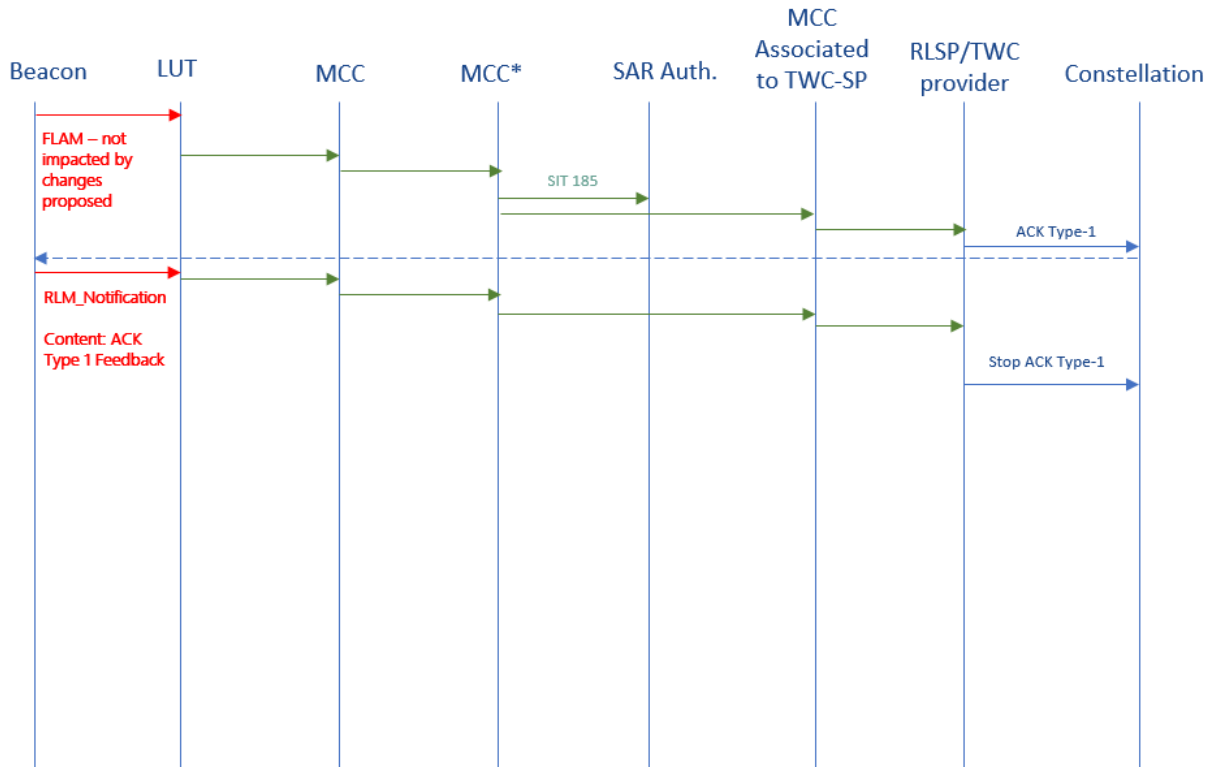 Beacon
LUT
MCC
MCC*
SAR Auth.
MCC
Associated
to TWC-SP
RLSP/TWC
provider
Constellation
FLAM – not
impacted by
changes
proposed
SIT 185
ACK Type-1
RLM_Notification
Content: ACK
Type 1 Feedback
Stop ACK Type-1